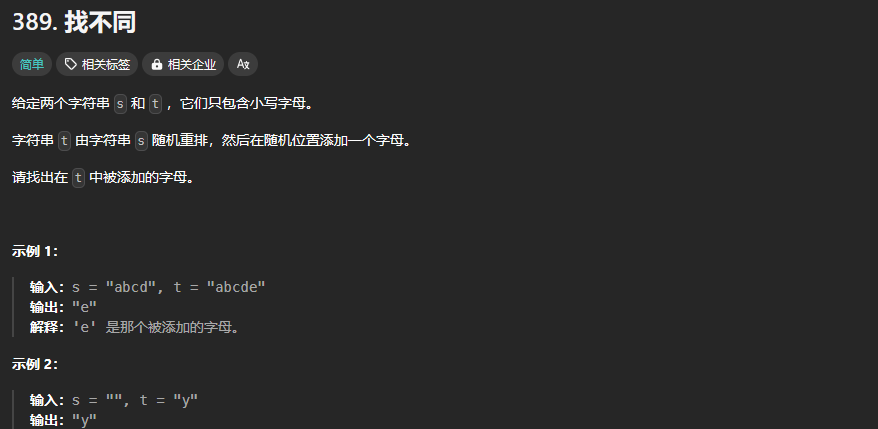 389. 找不同
简单 相关标签 相关企业 Ax
给定两个字符串 s 和 t ，它们只包含小写字母。
字符串 t 由字符串 s 随机重排，然后在随机位置添加一个字母。
请找出在 t 中被添加的字母。
示例 1：
输入：s = "abcd", t = "abcde"
输出："e"
解释：'e' 是那个被添加的字母。
示例 2：
输入：s = "", t = "y"
输出："y"